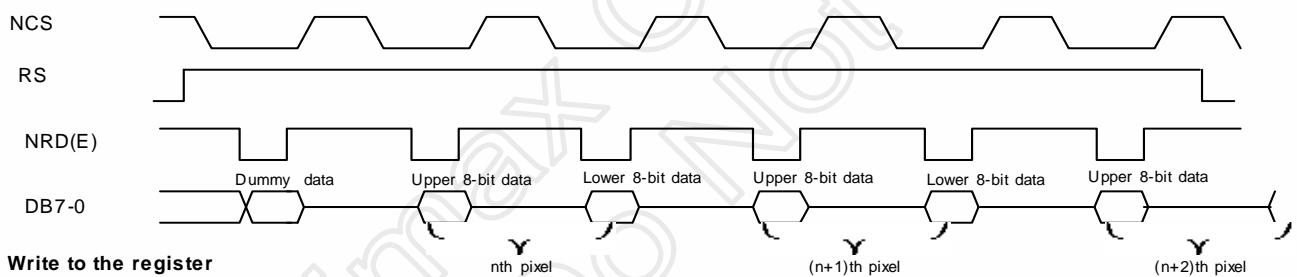 NCS
RS
NRD(E)
Dummy data Upper 8-bit data Lower 8-bit data Upper 8-bit data Lower 8-bit data Upper 8-bit data
DB7-0
Write to the register
nth pixel (n+1)th pixel (n+2)th pixel